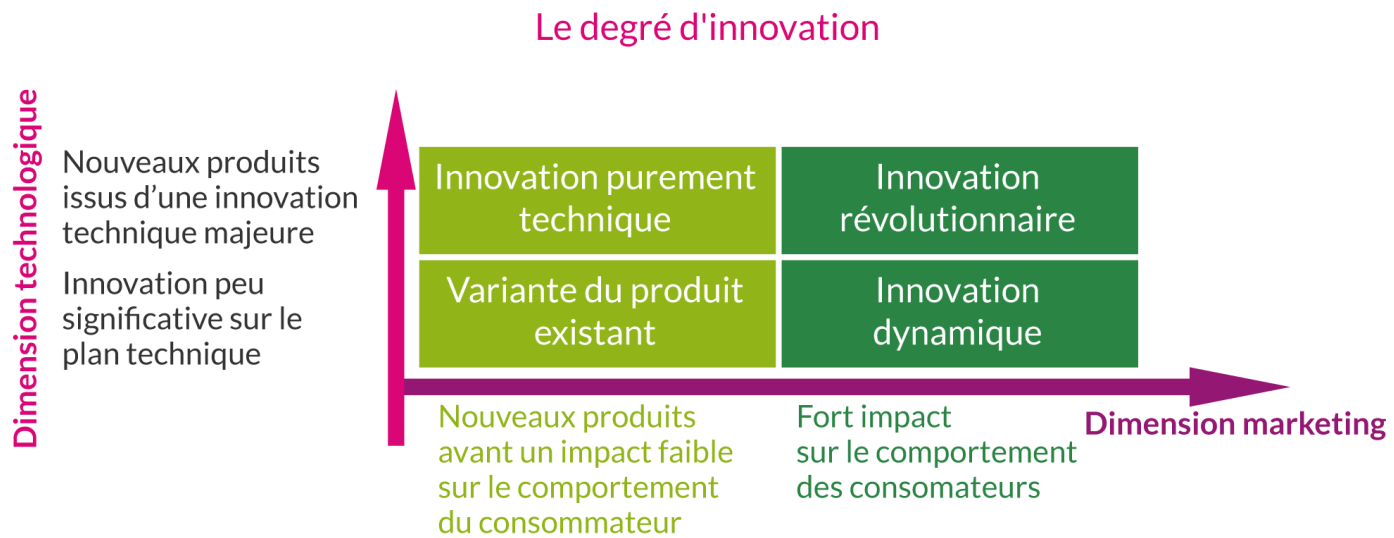 Le degré d'innovation
Dimension technologique
Nouveaux produits
issus d’une innovation
technique majeure
Innovation peu
significative sur le
plan technique
Innovation purement
technique
Innovation
révolutionnaire
Variante du produit
existant
Innovation
dynamique
Nouveaux produits
avant un impact faible
sur le comportement
du consommateur
Fort impact
sur le comportement
des consomateurs
Dimension marketing